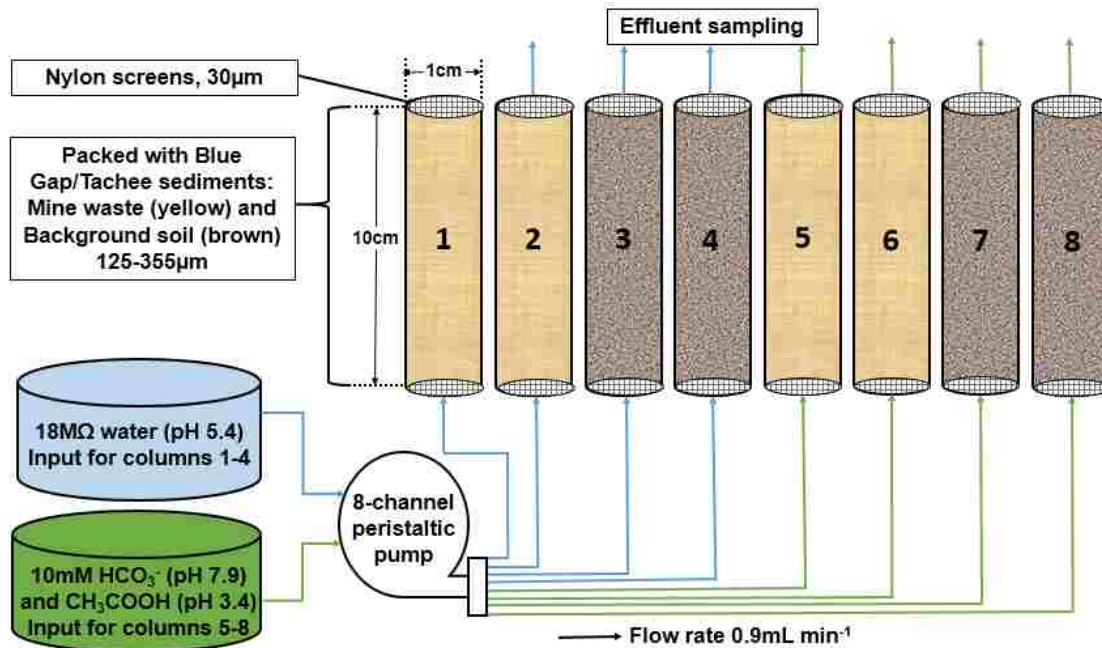 Effluent sampling
Nylon screens, 30µm
1cm
Packed with Blue
Gap/Tachee sediments:
Mine waste (yellow) and
Background soil (brown)
125-355µm
10cm
1 2 3 4 5 6 7 8
18MΩ water (pH 5.4)
Input for columns 1-4
8-channel
peristaltic
pump
10mM HCO₃⁻ (pH 7.9)
and CH₃COOH (pH 3.4)
Input for columns 5-8
Flow rate 0.9mL min⁻¹